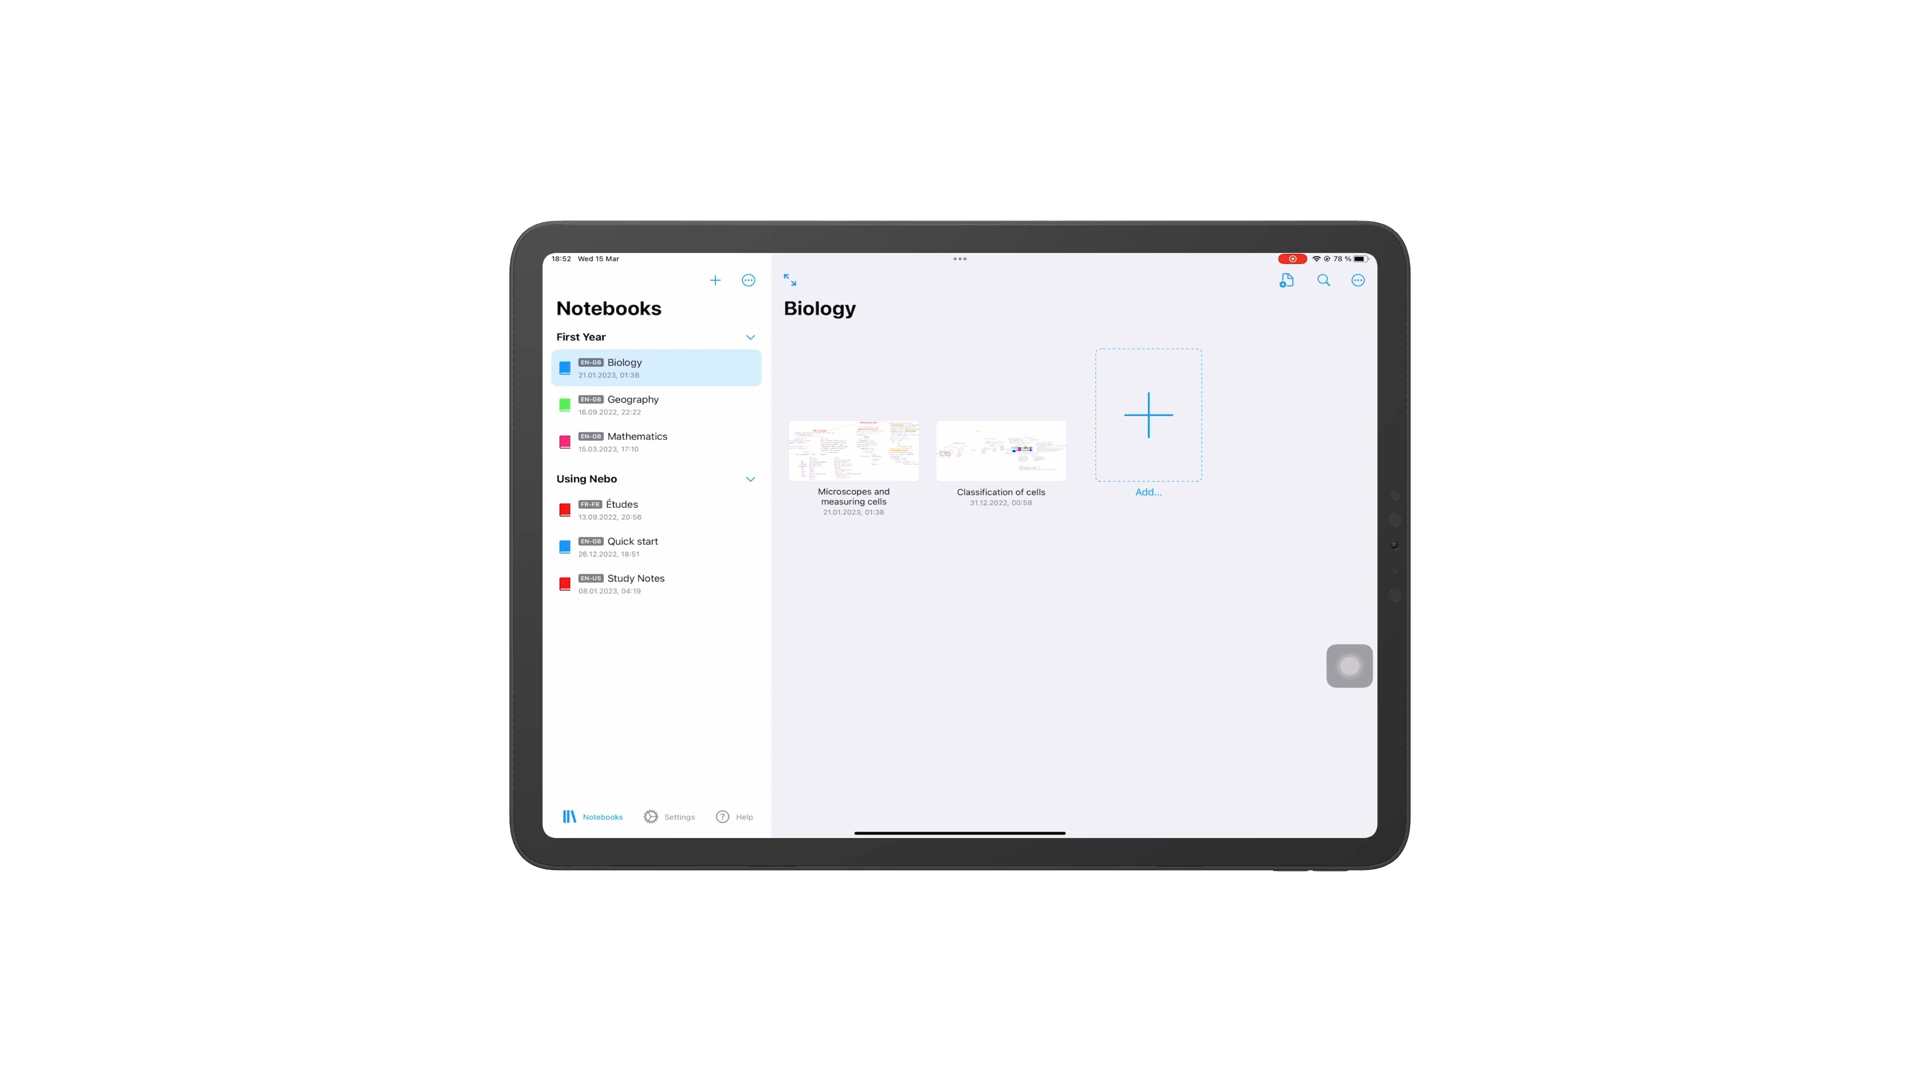 18:52 Wed 15 Mar
78 %
Notebooks
First Year
EN-GB Biology
21.01.2023, 01:38
EN-GB Geography
16.09.2022, 22:22
EN-GB Mathematics
15.03.2023, 17:10
Using Nebo
FR-FR Études
13.09.2022, 20:56
EN-GB Quick start
26.12.2022, 18:51
EN-US Study Notes
08.01.2023, 04:19
Notebooks
Settings
? Help
Biology
Microscopes and
measuring cells
21.01.2023, 01:38
Classification of cells
31.12.2022, 00:58
Add...